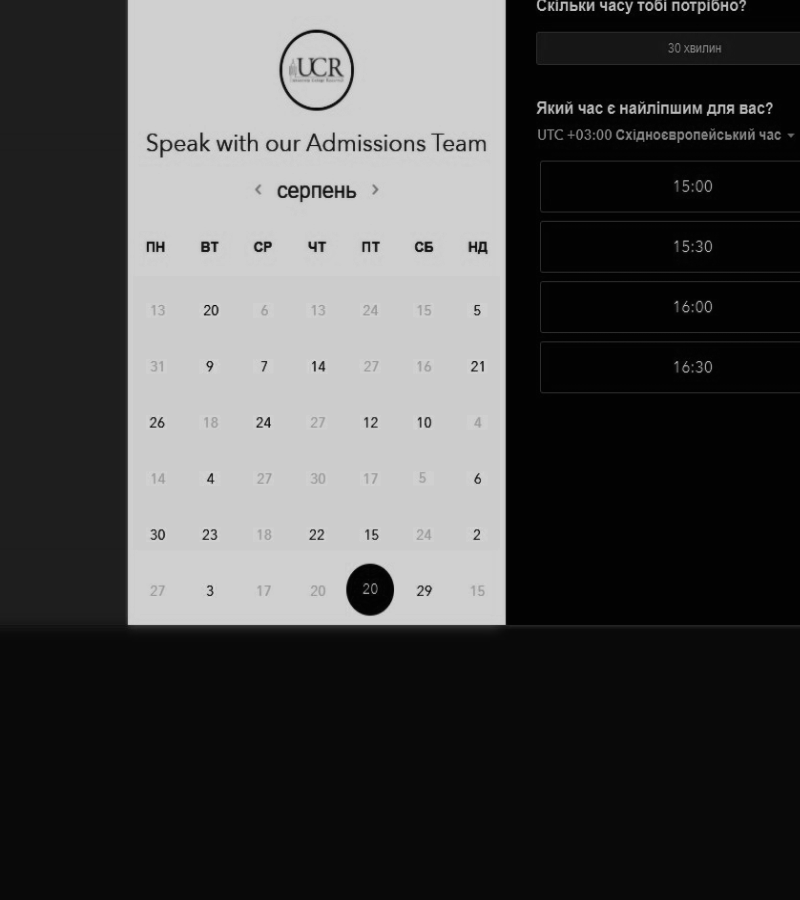 UCR
Speak with our Admissions Team
серпень
ПН ВТ СР ЧТ ПТ СБ НД
13 20 6 13 24 15 5
31 9 7 14 27 16 21
26 18 24 27 12 10 4
14 4 27 30 17 5 6
30 23 18 22 15 24 2
27 3 17 20 20 29 15
Скільки часу тобі потрібно?
30 хвилин
Який час є найліпшим для вас?
UTC +03:00 Східноєвропейський час
15:00
15:30
16:00
16:30